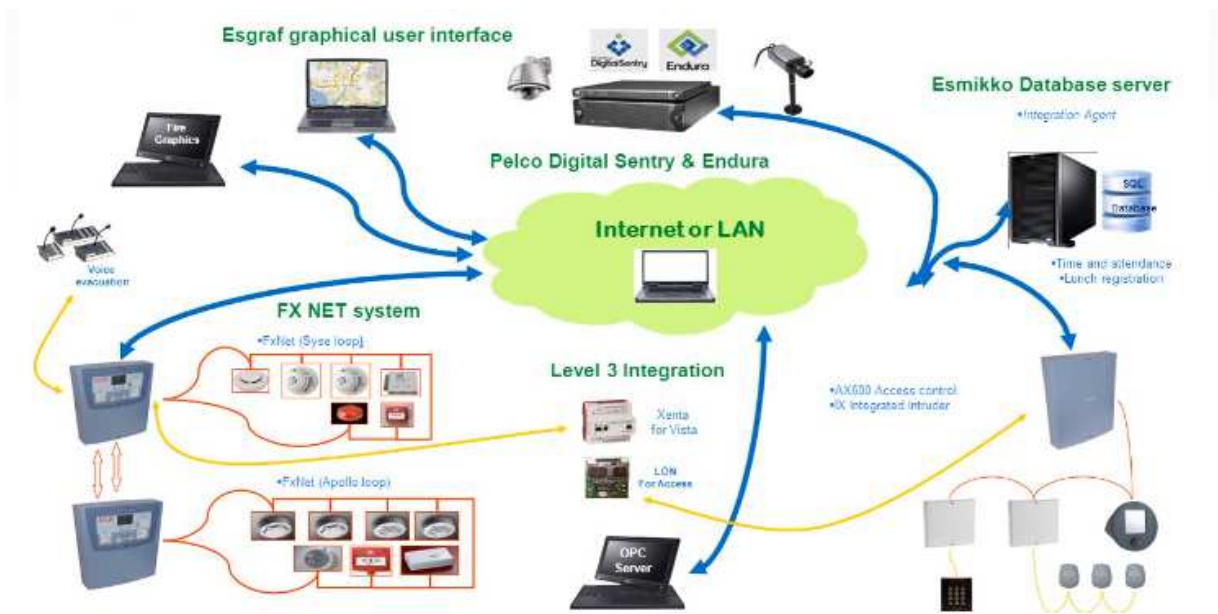 Esgraf graphical user interface
DigitalSentry
Endura
Esmikko Database server
•Integration Agent
Fire
Graphics
Pelco Digital Sentry & Endura
SQL
Database
Internet or LAN
Voice
evacuation
•Time and attendance
•Lunch registration
FX NET system
•FxNet (Syse loop)
Level 3 Integration
•AX600 Access control
•IX Integrated Intruder
Xenta
for Vista
LON
For Access
•FxNet (Apollo loop)
OPC
Server